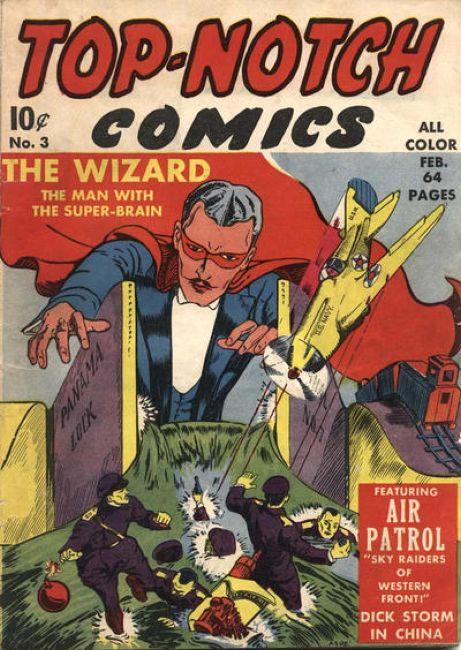 TOP-NOTCH
COMICS
10¢
No. 3
ALL
COLOR
FEB.
64
PAGES
THE WIZARD
THE MAN WITH
THE SUPER-BRAIN
U.S. NAVY.
PANAMA
LOCK
No.
FEATURING
AIR
PATROL
"SKY RAIDERS
OF
WESTERN
FRONT!"
DICK STORM
IN CHINA